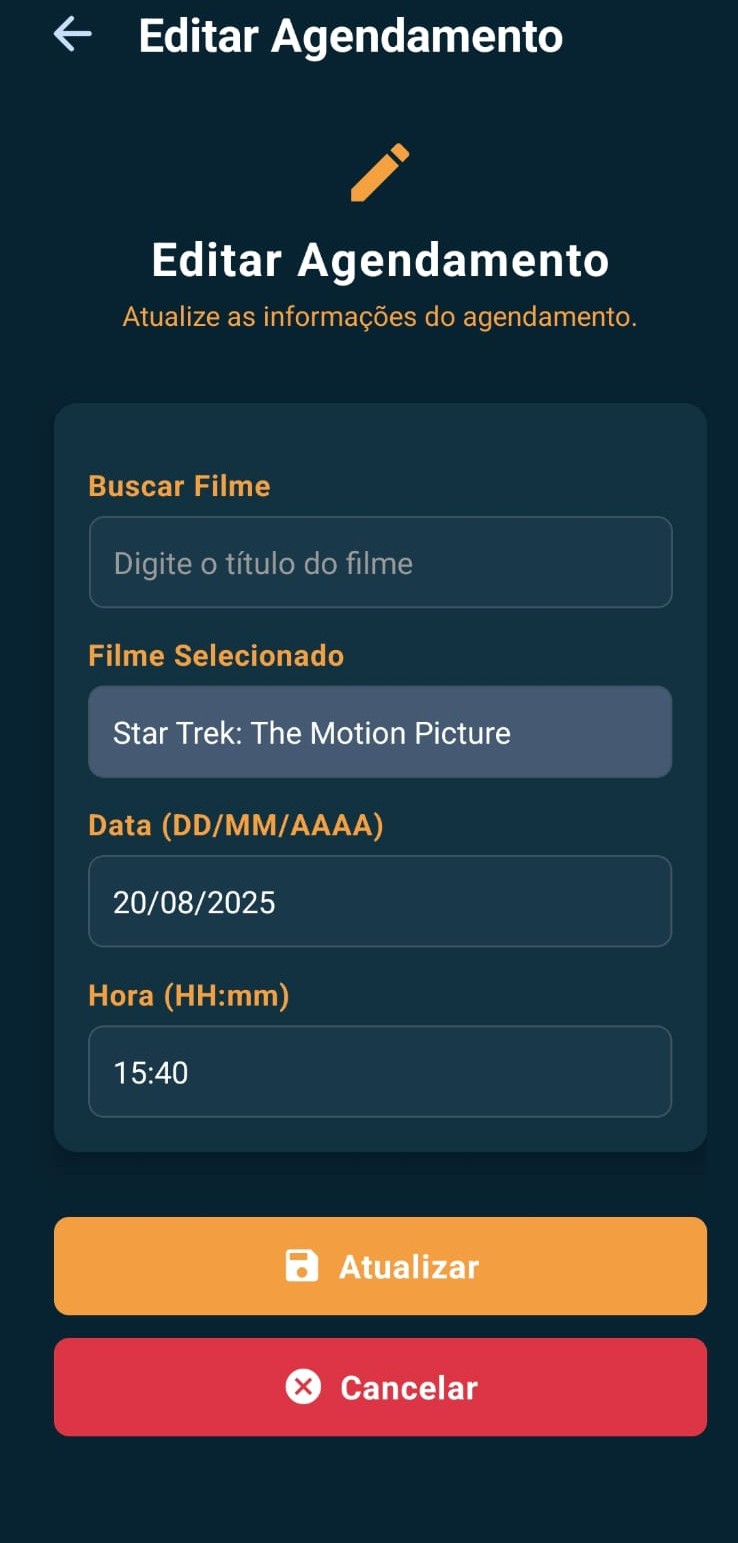 Editar Agendamento
Editar Agendamento
Atualize as informações do agendamento.
Buscar Filme
Digite o título do filme
Filme Selecionado
Star Trek: The Motion Picture
Data (DD/MM/AAAA)
20/08/2025
Hora (HH:mm)
15:40
Atualizar
Cancelar